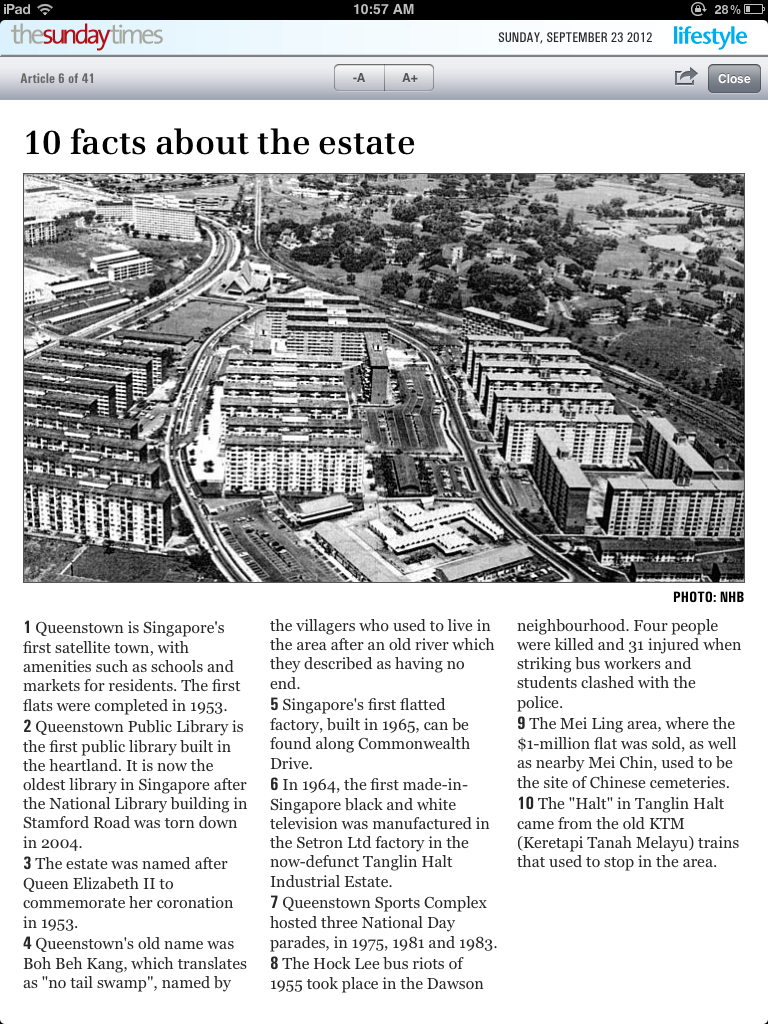 iPad 10:57 AM 28%
thesundaytimes SUNDAY, SEPTEMBER 23 2012 lifestyle
Article 6 of 41 -A A+ Close
10 facts about the estate
PHOTO: NHB
1 Queenstown is Singapore's
first satellite town, with
amenities such as schools and
markets for residents. The first
flats were completed in 1953.
2 Queenstown Public Library is
the first public library built in
the heartland. It is now the
oldest library in Singapore after
the National Library building in
Stamford Road was torn down
in 2004.
3 The estate was named after
Queen Elizabeth II to
commemorate her coronation
in 1953.
4 Queenstown's old name was
Boh Beh Kang, which translates
as "no tail swamp", named by
the villagers who used to live in
the area after an old river which
they described as having no
end.
5 Singapore's first flatted
factory, built in 1965, can be
found along Commonwealth
Drive.
6 In 1964, the first made-in-
Singapore black and white
television was manufactured in
the Setron Ltd factory in the
now-defunct Tanglin Halt
Industrial Estate.
7 Queenstown Sports Complex
hosted three National Day
parades, in 1975, 1981 and 1983.
8 The Hock Lee bus riots of
1955 took place in the Dawson
neighbourhood. Four people
were killed and 31 injured when
striking bus workers and
students clashed with the
police.
9 The Mei Ling area, where the
$1-million flat was sold, as well
as nearby Mei Chin, used to be
the site of Chinese cemeteries.
10 The "Halt" in Tanglin Halt
came from the old KTM
(Keretapi Tanah Melayu) trains
that used to stop in the area.